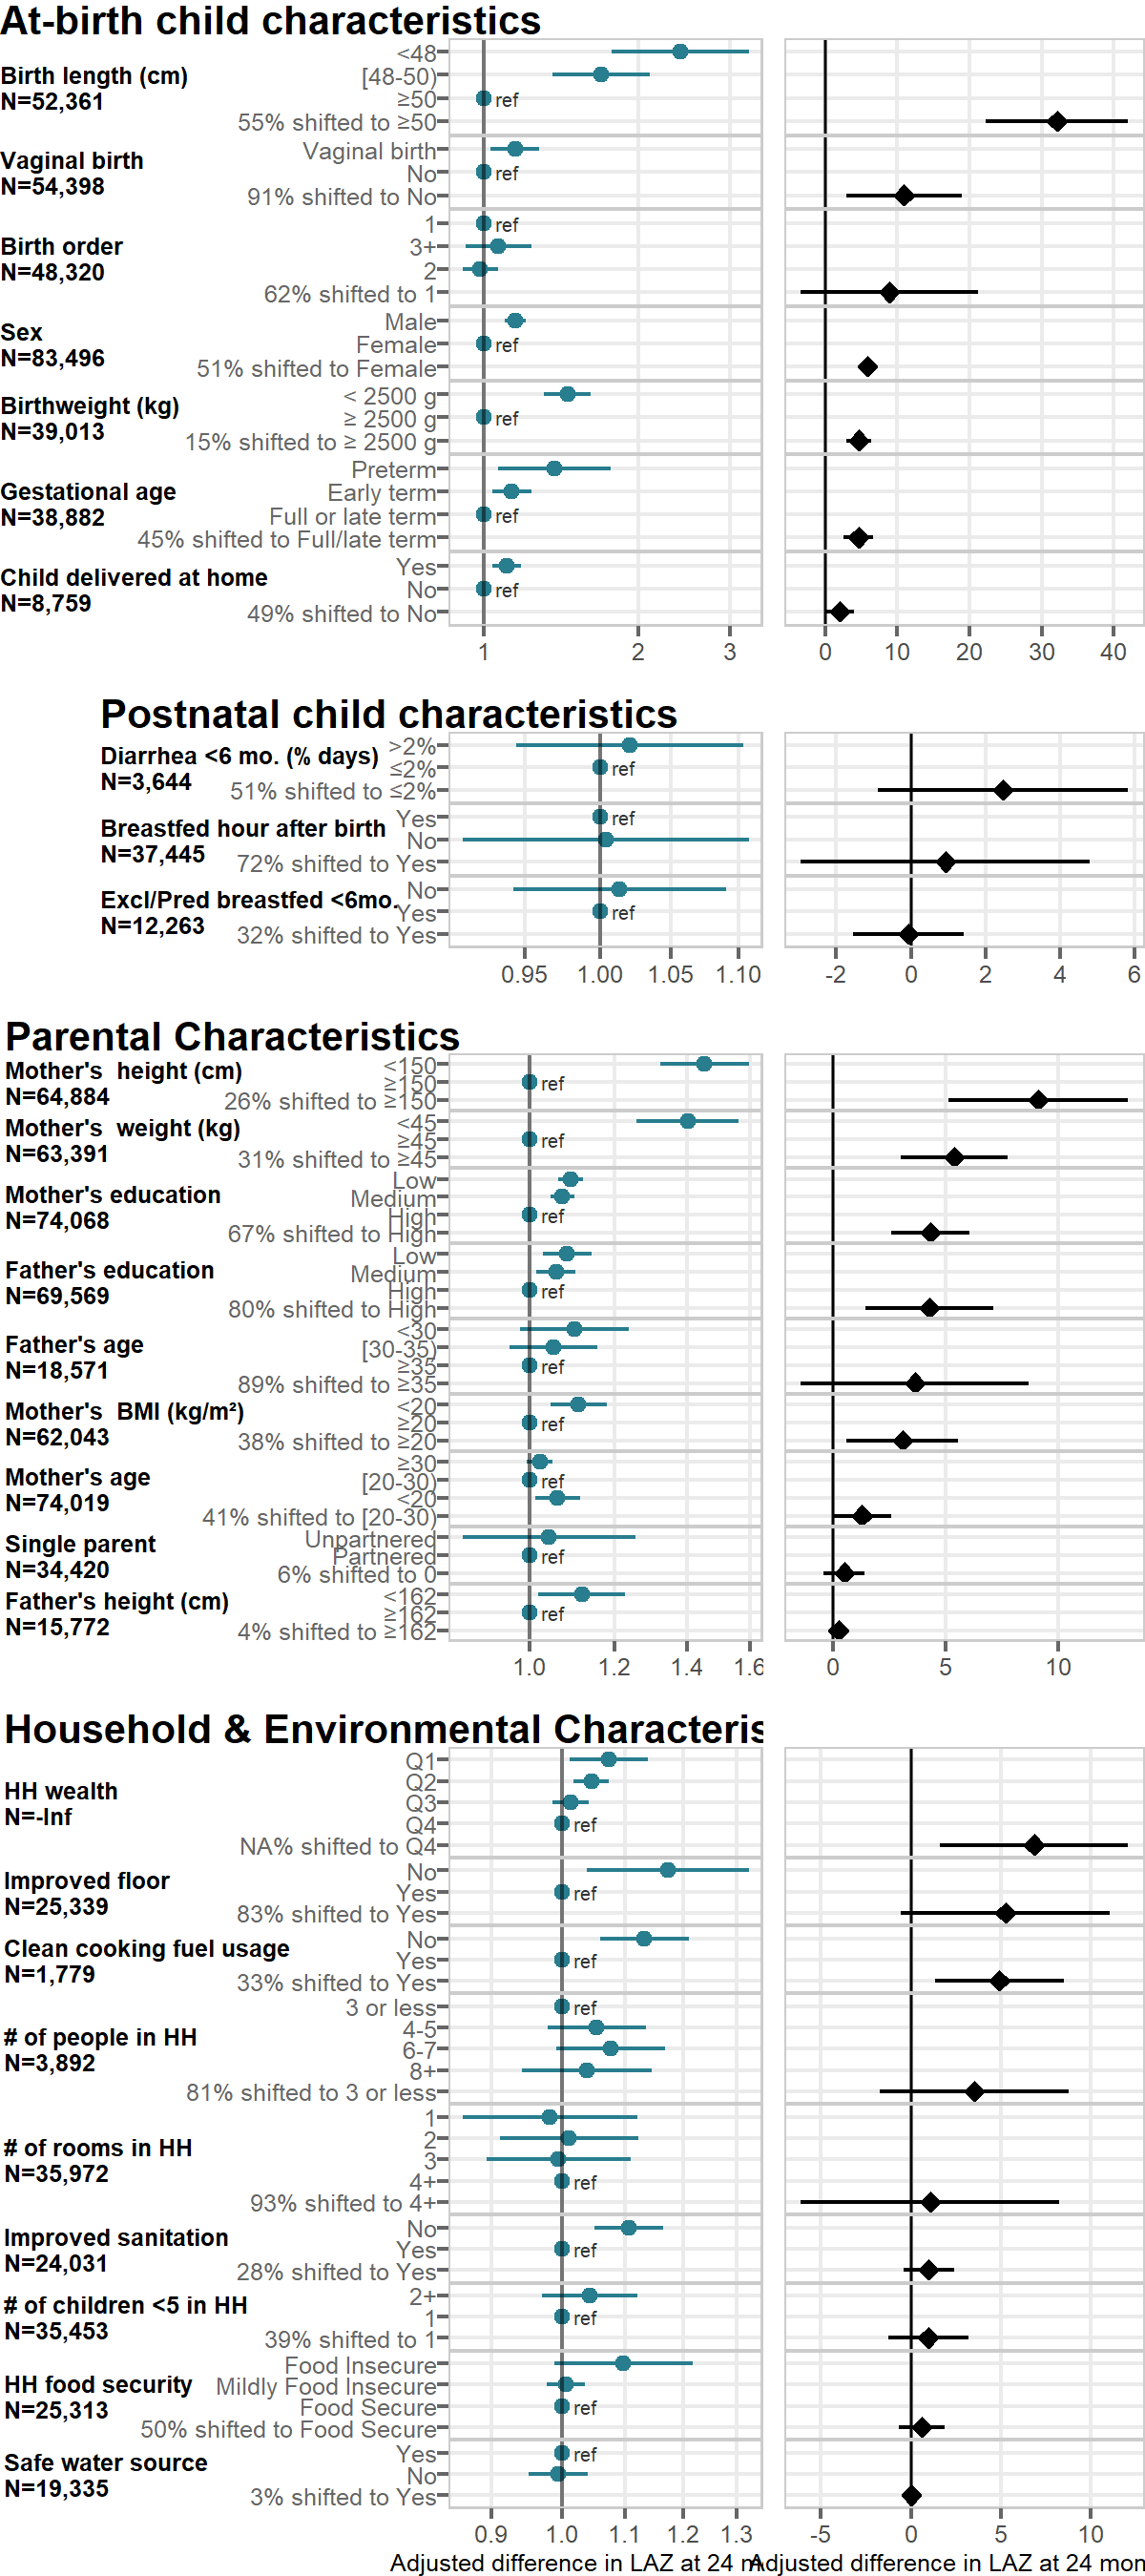 At-birth child characteristics
Birth length (cm)
N=52,361
<48
[48-50)
≥50
ref
55% shifted to ≥50
Vaginal birth
N=54,398
Vaginal birth
No
ref
91% shifted to No
Birth order
N=48,320
1
ref
3+
2
62% shifted to 1
Sex
N=83,496
Male
Female
ref
51% shifted to Female
Birthweight (kg)
N=39,013
< 2500 g
≥ 2500 g
ref
15% shifted to ≥ 2500 g
Gestational age
N=38,882
Preterm
Early term
Full or late term
ref
45% shifted to Full/late term
Child delivered at home
N=8,759
Yes
No
ref
49% shifted to No
1 2 3
0 10 20 30 40
Postnatal child characteristics
Diarrhea <6 mo. (% days)
N=3,644
>2%
≤2%
ref
51% shifted to ≤2%
Breastfed hour after birth
N=37,445
Yes
ref
No
72% shifted to Yes
Excl/Pred breastfed <6mo.
N=12,263
No
Yes
ref
32% shifted to Yes
0.95 1.00 1.05 1.10
-2 0 2 4 6
Parental Characteristics
Mother's  height (cm)
N=64,884
<150
≥150
ref
26% shifted to ≥150
Mother's  weight (kg)
N=63,391
<45
≥45
ref
31% shifted to ≥45
Mother's education
N=74,068
Low
Medium
High
ref
67% shifted to High
Father's education
N=69,569
Low
Medium
High
ref
80% shifted to High
Father's age
N=18,571
<30
[30-35)
≥35
ref
89% shifted to ≥35
Mother's  BMI (kg/m²)
N=62,043
<20
≥20
ref
38% shifted to ≥20
Mother's age
N=74,019
≥30
[20-30)
ref
<20
41% shifted to [20-30)
Single parent
N=34,420
Unpartnered
Partnered
ref
6% shifted to 0
Father's height (cm)
N=15,772
<162
≥162
ref
4% shifted to ≥162
1.0 1.2 1.4 1.6
0 5 10
Household & Environmental Characteris
HH wealth
N=-Inf
Q1
Q2
Q3
Q4
ref
NA% shifted to Q4
Improved floor
N=25,339
No
Yes
ref
83% shifted to Yes
Clean cooking fuel usage
N=1,779
No
Yes
ref
33% shifted to Yes
# of people in HH
N=3,892
3 or less
ref
4-5
6-7
8+
81% shifted to 3 or less
# of rooms in HH
N=35,972
1
2
3
4+
ref
93% shifted to 4+
Improved sanitation
N=24,031
No
Yes
ref
28% shifted to Yes
# of children <5 in HH
N=35,453
2+
1
ref
39% shifted to 1
HH food security
N=25,313
Food Insecure
Mildly Food Insecure
Food Secure
ref
50% shifted to Food Secure
Safe water source
N=19,335
Yes
ref
No
3% shifted to Yes
0.9 1.0 1.1 1.2 1.3
-5 0 5 10
Adjusted difference in LAZ at 24 m
Adjusted difference in LAZ at 24 mon